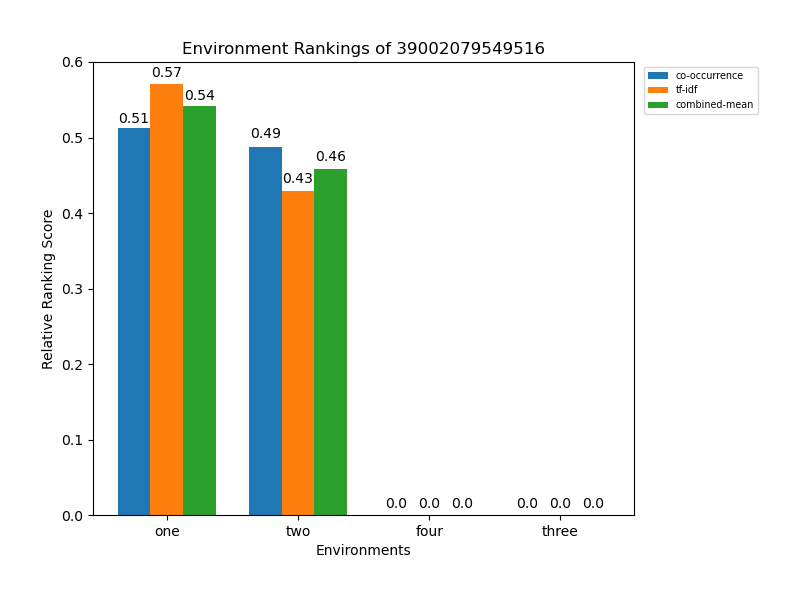 Environment Rankings of 39002079549516
co-occurrence
tf-idf
combined-mean
Relative Ranking Score
0.6
0.5
0.4
0.3
0.2
0.1
0.0
0.51
0.57
0.54
0.49
0.43
0.46
0.0 0.0 0.0
0.0 0.0 0.0
one two four three
Environments